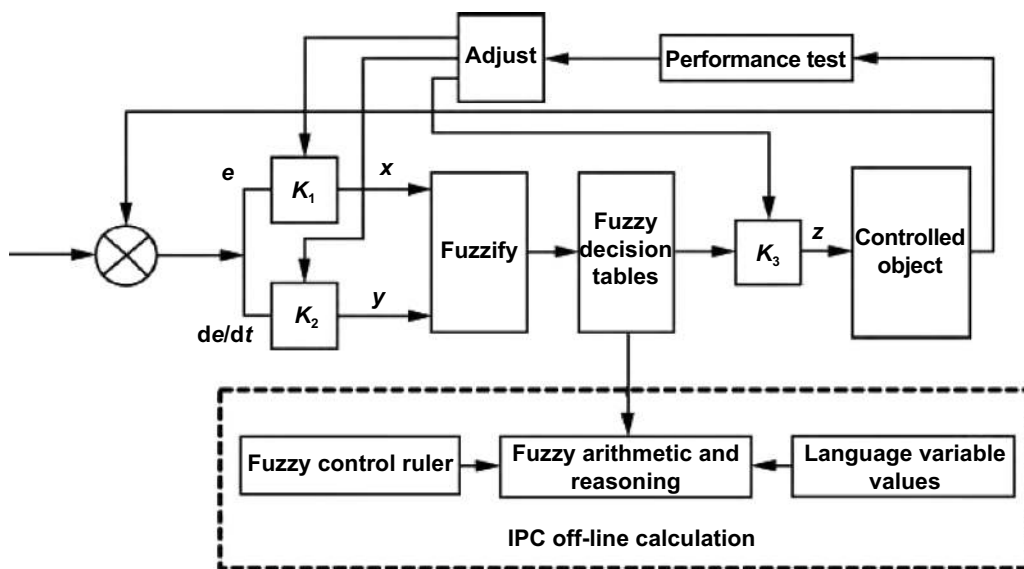 Adjust
Performance test
e
K₁
x
Fuzzify
Fuzzy
decision
tables
K₃
z
Controlled
object
de/dt
K₂
y
Fuzzy control ruler
Fuzzy arithmetic and
reasoning
Language variable
values
IPC off-line calculation